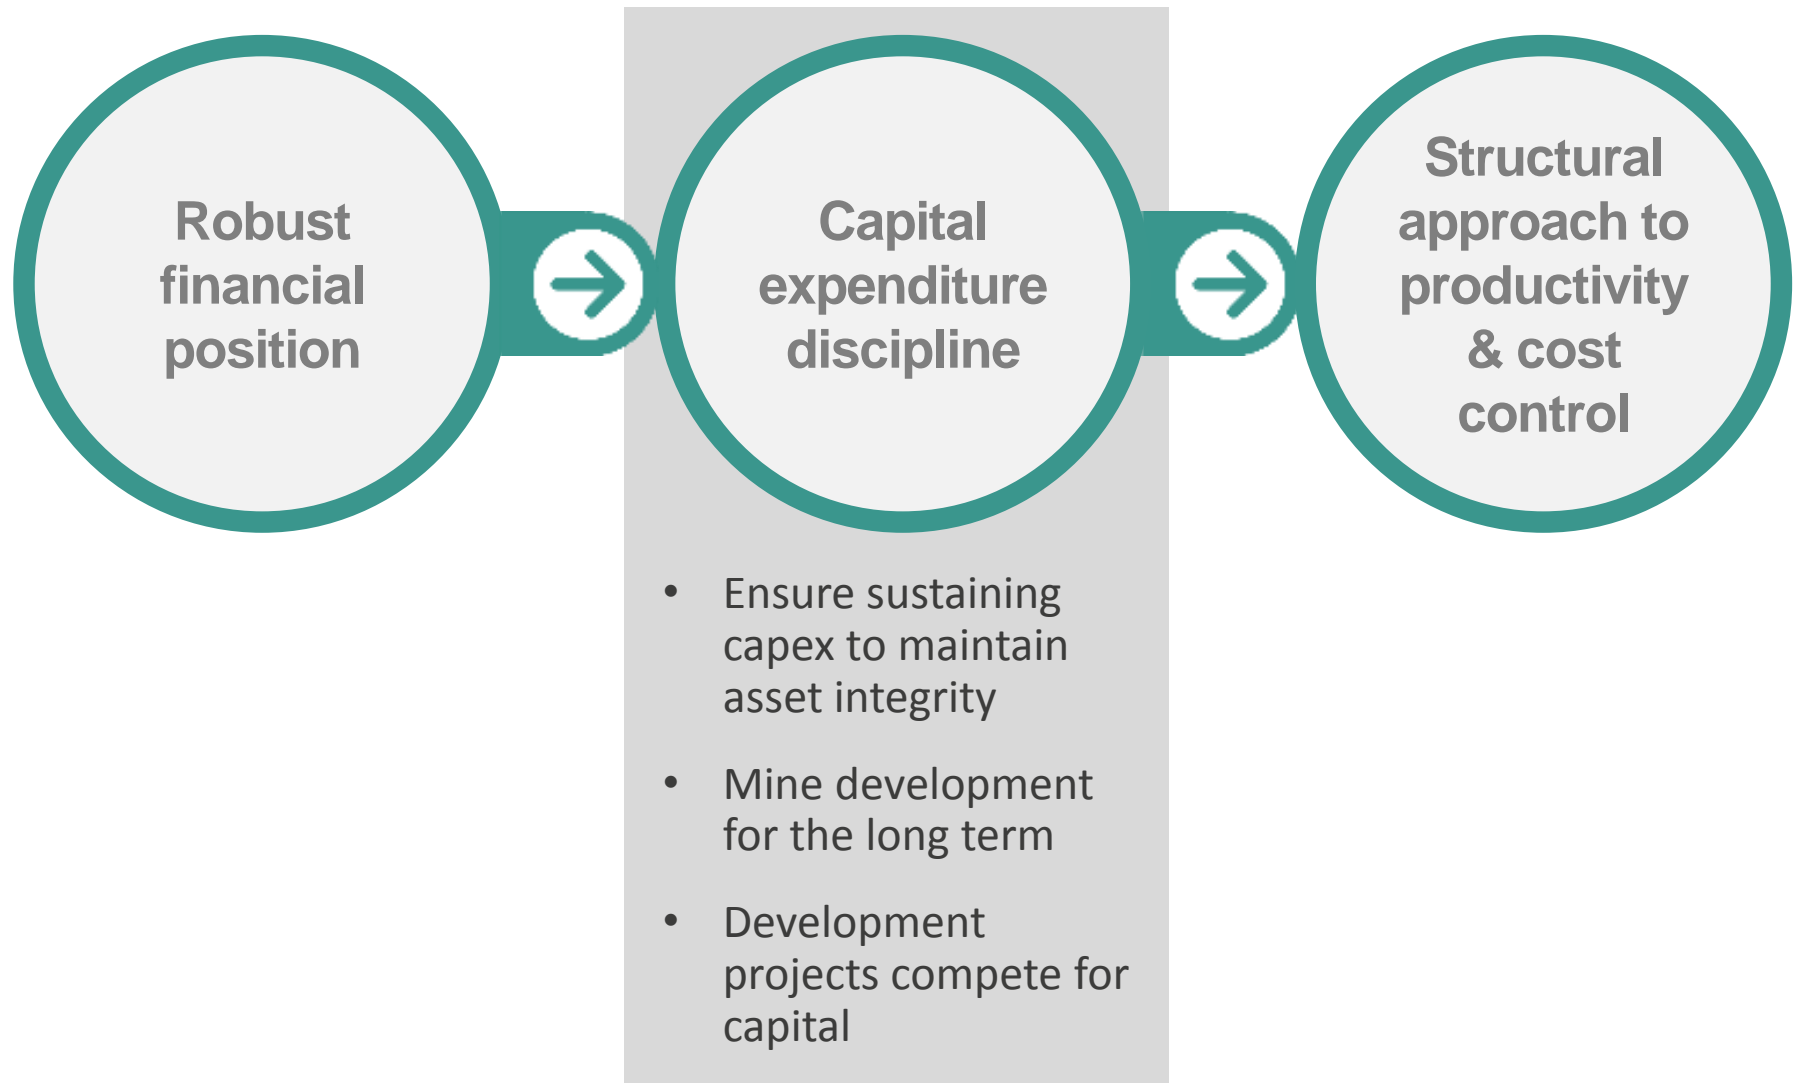 Robust
financial
position
Capital
expenditure
discipline
Structural
approach to
productivity
& cost
control
• Ensure sustaining
capex to maintain
asset integrity
• Mine development
for the long term
• Development
projects compete for
capital